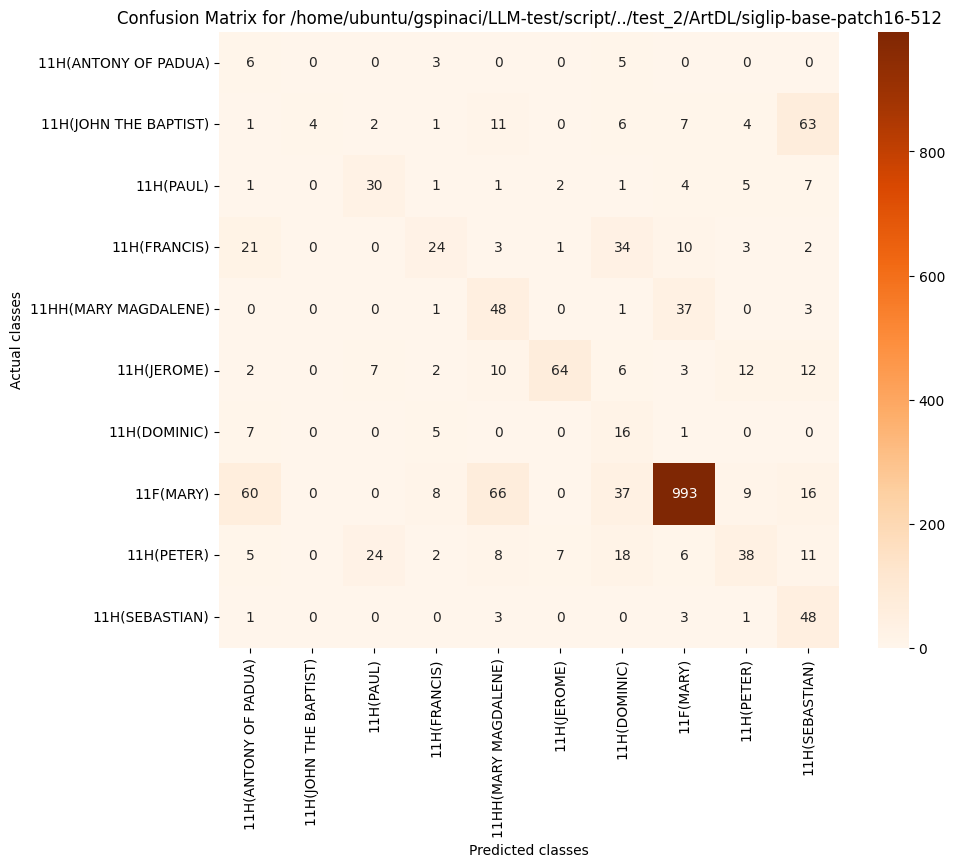 Confusion Matrix for /home/ubuntu/gspinaci/LLM-test/script/../test_2/ArtDL/siglip-base-patch16-512
Actual classes
11H(ANTONY OF PADUA) 6 0 0 3 0 0 5 0 0 0
11H(JOHN THE BAPTIST) 1 4 2 1 11 0 6 7 4 63
11H(PAUL) 1 0 30 1 1 2 1 4 5 7
11H(FRANCIS) 21 0 0 24 3 1 34 10 3 2
11HH(MARY MAGDALENE) 0 0 0 1 48 0 1 37 0 3
11H(JEROME) 2 0 7 2 10 64 6 3 12 12
11H(DOMINIC) 7 0 0 5 0 0 16 1 0 0
11F(MARY) 60 0 0 8 66 0 37 993 9 16
11H(PETER) 5 0 24 2 8 7 18 6 38 11
11H(SEBASTIAN) 1 0 0 0 3 0 0 3 1 48
11H(ANTONY OF PADUA)
11H(JOHN THE BAPTIST)
11H(PAUL)
11H(FRANCIS)
11HH(MARY MAGDALENE)
11H(JEROME)
11H(DOMINIC)
11F(MARY)
11H(PETER)
11H(SEBASTIAN)
Predicted classes
800
600
400
200
0